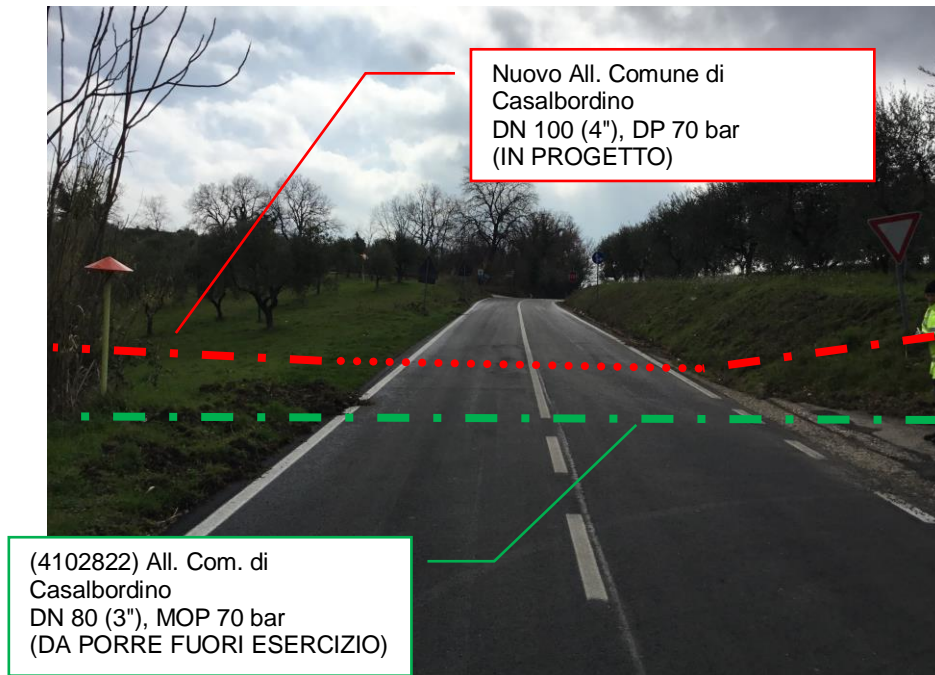 Nuovo All. Comune di
Casalbordino
DN 100 (4"), DP 70 bar
(IN PROGETTO)
(4102822) All. Com. di
Casalbordino
DN 80 (3"), MOP 70 bar
(DA PORRE FUORI ESERCIZIO)